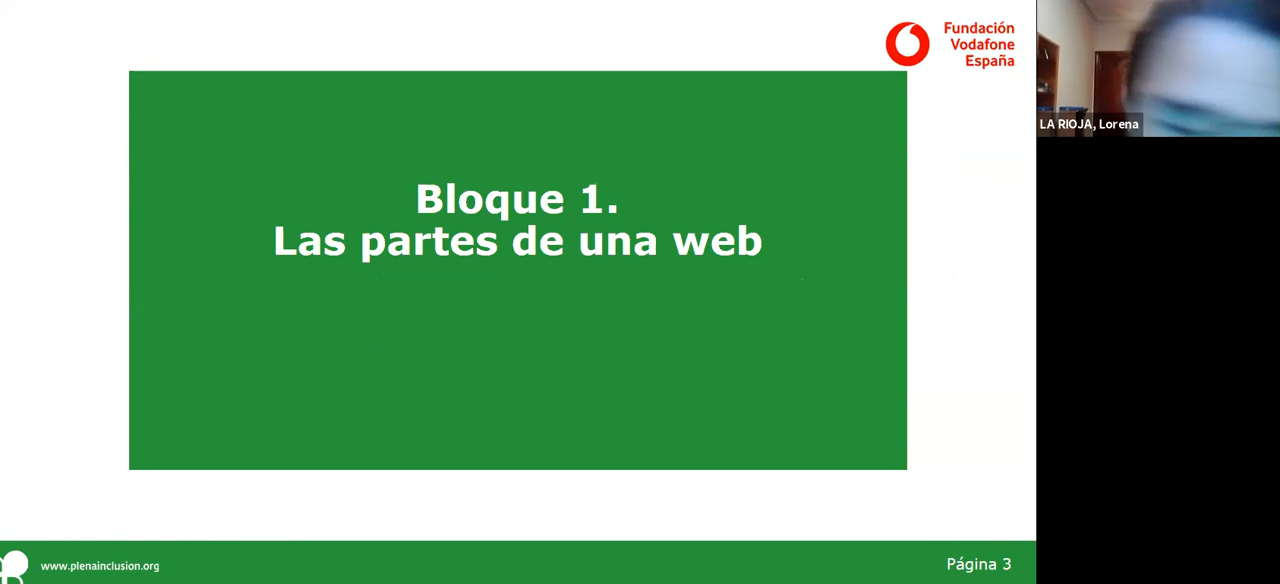 Fundación
Vodafone
España
LA RIOJA, Lorena
Bloque 1.
Las partes de una web
www.plenainclusion.org
Página 3